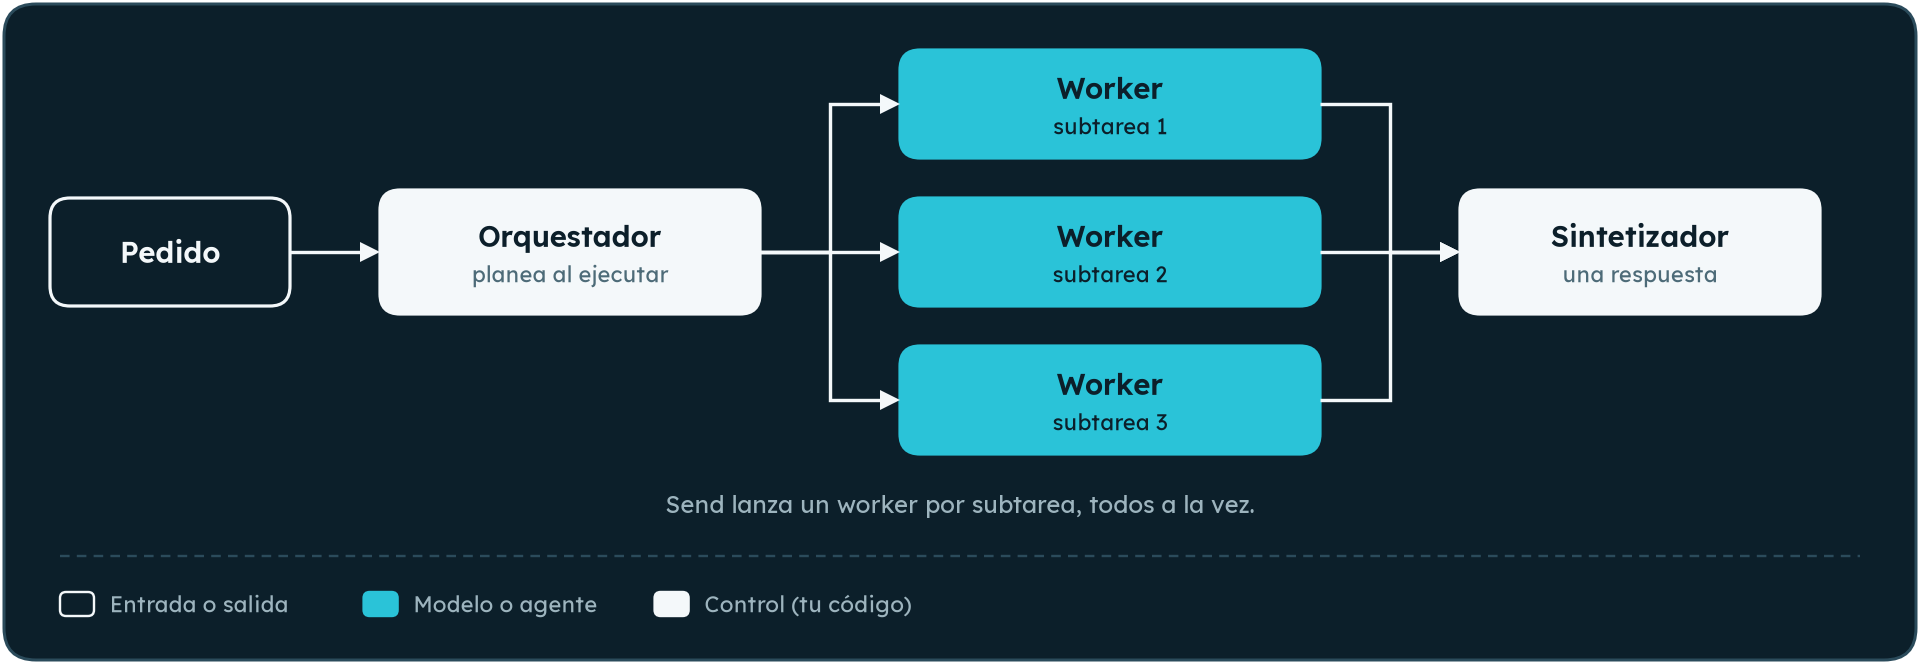 Pedido
Orquestador
planea al ejecutar
Worker
subtarea 1
Worker
subtarea 2
Worker
subtarea 3
Sintetizador
una respuesta
Send lanza un worker por subtarea, todos a la vez.
Entrada o salida
Modelo o agente
Control (tu código)